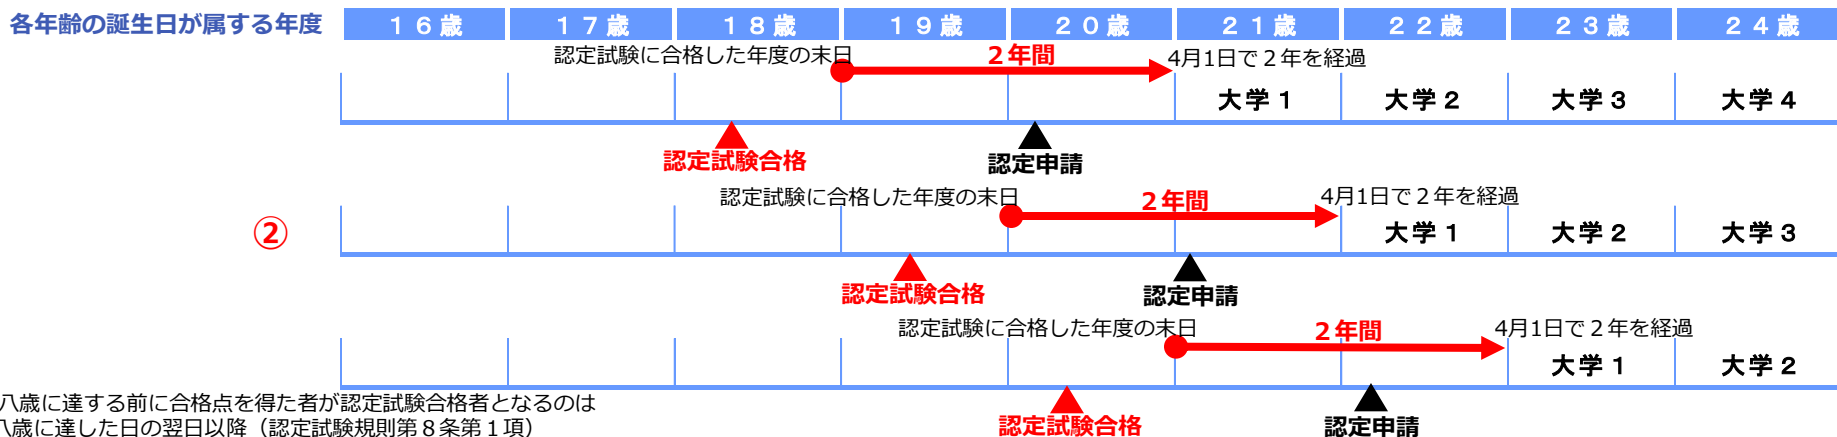 各年齢の誕生日が属する年度 １６歳 １７歳 １８歳 １９歳 ２０歳 ２１歳 ２２歳 ２３歳 ２４歳
認定試験に合格した年度の末日 ２年間 4月1日で２年を経過
大学１ 大学２ 大学３ 大学４
認定試験合格 認定申請
認定試験に合格した年度の末日 ２年間 4月1日で２年を経過
② 大学１ 大学２ 大学３
認定試験合格 認定申請
認定試験に合格した年度の末日 ２年間 4月1日で２年を経過
大学１ 大学２
認定試験合格 認定申請
八歳に達する前に合格点を得た者が認定試験合格者となるのは
八歳に達した日の翌日以降（認定試験規則第８条第１項）